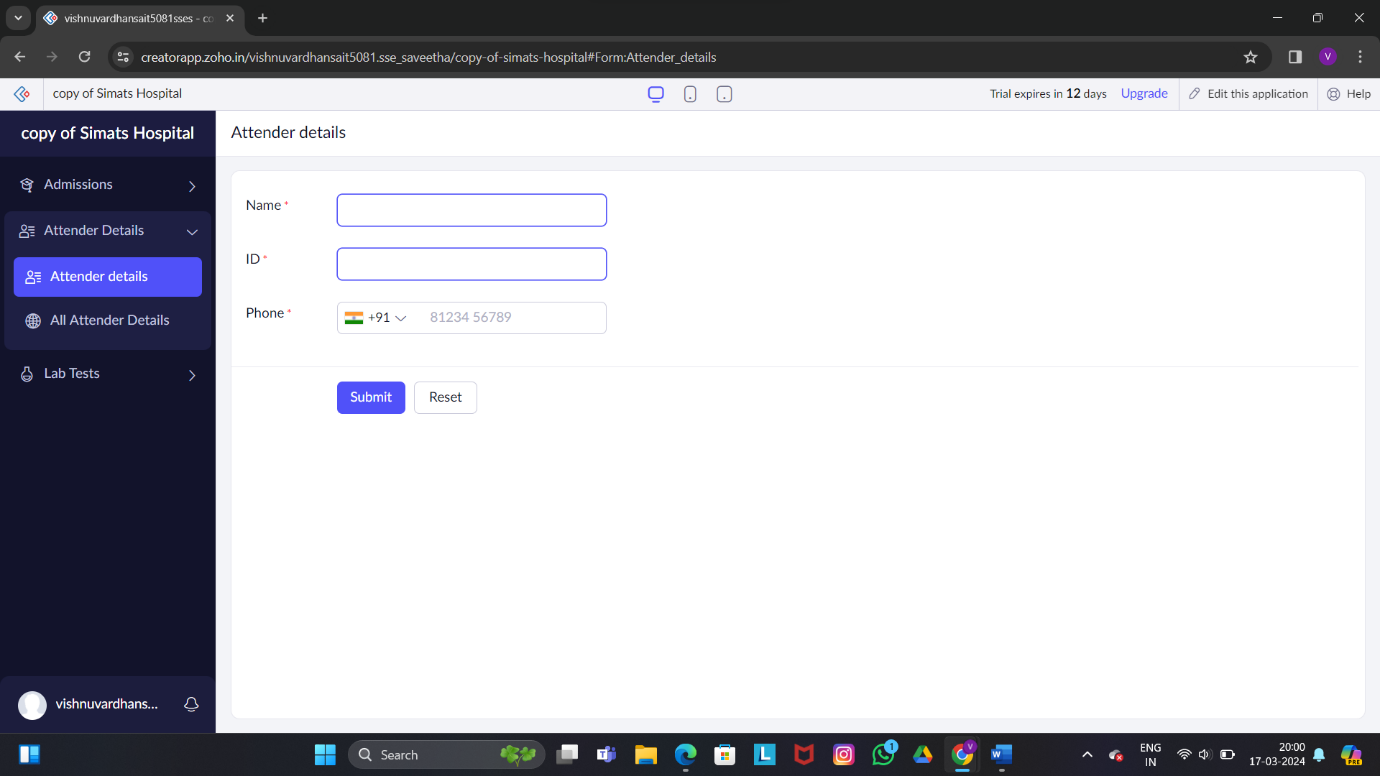 vishnuvardhansait5081sses - co
creatorapp.zoho.in/vishnuvardhansait5081.sse_saveetha/copy-of-simats-hospital#Form:Attender_details
V
copy of Simats Hospital
Trial expires in 12 days
Upgrade
Edit this application
Help
copy of Simats Hospital
Attender details
Admissions
Attender Details
Attender details
All Attender Details
Lab Tests
Name *
ID *
Phone *
+91
81234 56789
Submit
Reset
vishnuvardhans...
Search
T
L
1
V
W
ENG
IN
20:00
17-03-2024
PRE